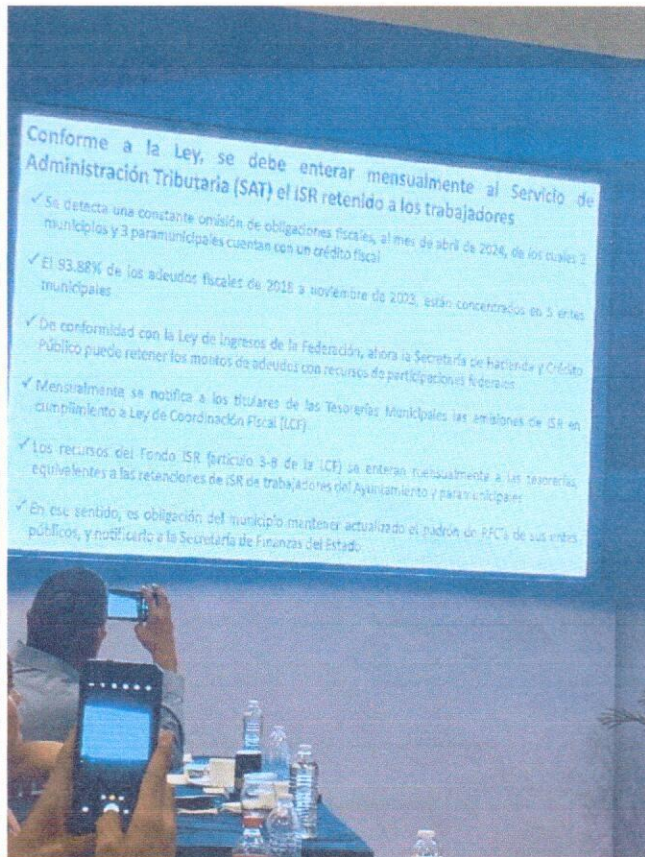 Conforme a la Ley, se debe enterar mensualmente al Servicio de
Administración Tributaria (SAT) el ISR retenido a los trabajadores
✓ Se detecta una constante omisión de obligaciones fiscales, al mes de abril de 2024, de los cuales 2
municipios y 3 paramunicipales cuentan con un crédito fiscal
✓ El 93.88% de los adeudos fiscales de 2018 a noviembre de 2023, están concentrados en 5 entes
municipales
✓ De conformidad con la Ley de Ingresos de la Federación, ahora la Secretaría de Hacienda y Crédito
Público puede retener los montos de adeudos con recursos de participaciones federales
✓ Mensualmente se notifica a los titulares de las Tesorerías Municipales las omisiones de ISR en
cumplimiento a Ley de Coordinación Fiscal (LCF)
✓ Los recursos del Fondo ISR (artículo 3-B de la LCF) se enteran mensualmente a las tesorerías,
equivalentes a las retenciones de ISR de trabajadores del Ayuntamiento y paramunicipales
✓ En ese sentido, es obligación del municipio mantener actualizado el padrón de RFC's de sus entes
públicos, y notificarlo a la Secretaría de Finanzas del Estado